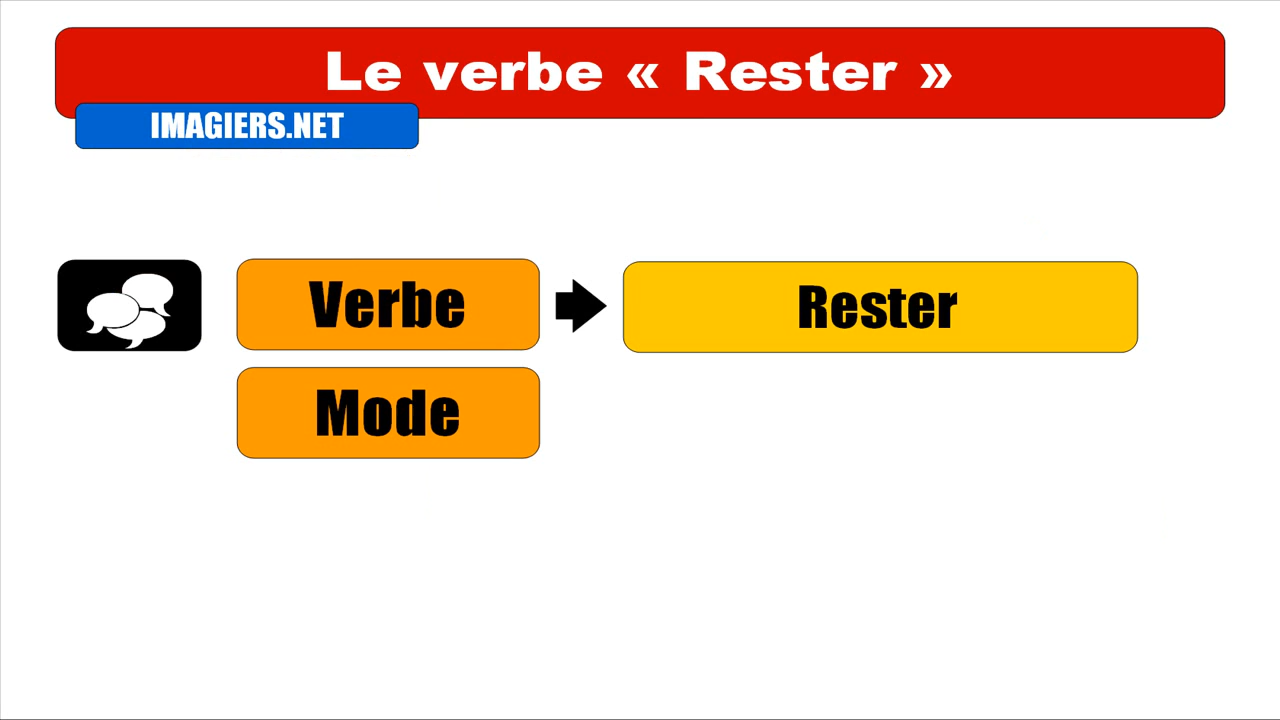 Le verbe « Rester »
IMAGIERS.NET
Verbe
Rester
Mode